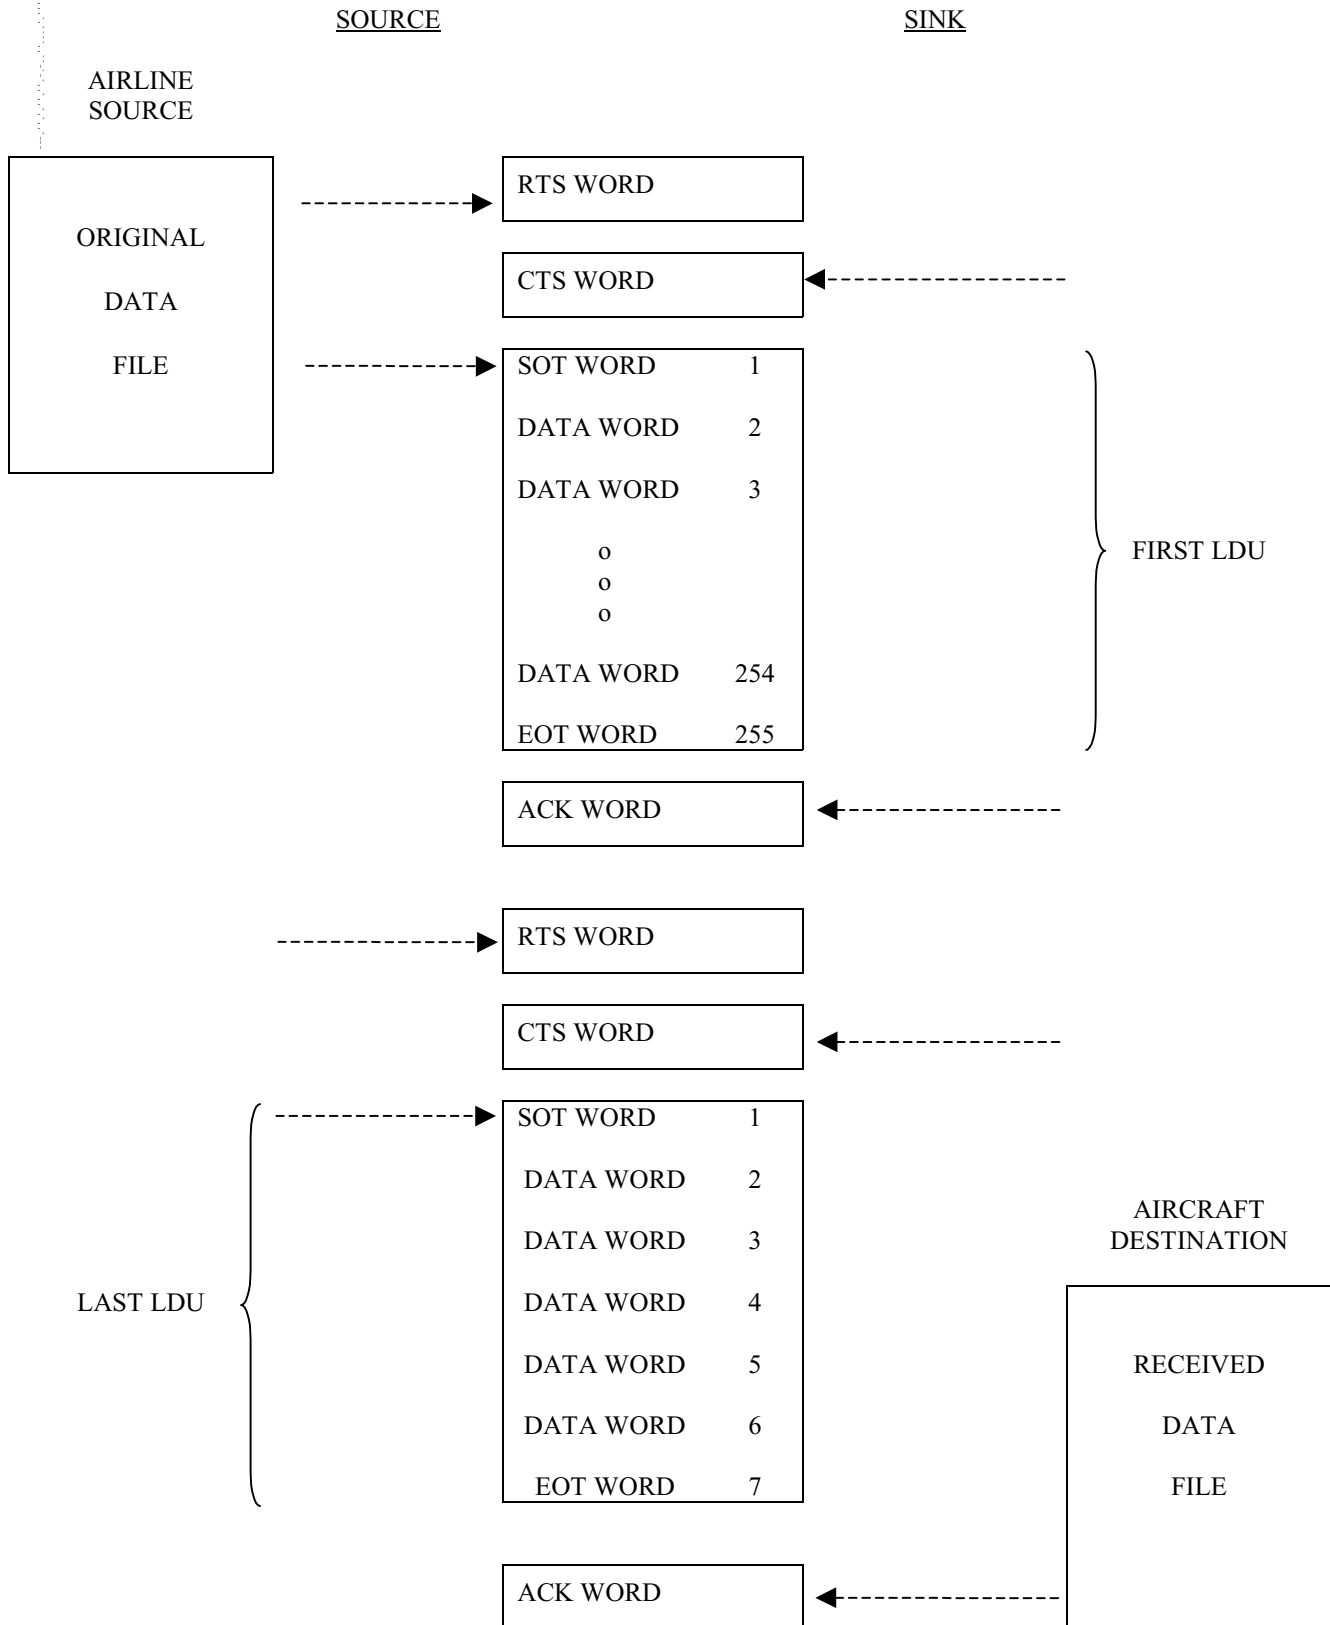 SOURCE SINK
AIRLINE
SOURCE
ORIGINAL
DATA
FILE
RTS WORD
CTS WORD
SOT WORD 1
DATA WORD 2
DATA WORD 3
o
o
o
DATA WORD 254
EOT WORD 255
FIRST LDU
ACK WORD
RTS WORD
CTS WORD
LAST LDU
SOT WORD 1
DATA WORD 2
DATA WORD 3
DATA WORD 4
DATA WORD 5
DATA WORD 6
EOT WORD 7
AIRCRAFT
DESTINATION
RECEIVED
DATA
FILE
ACK WORD